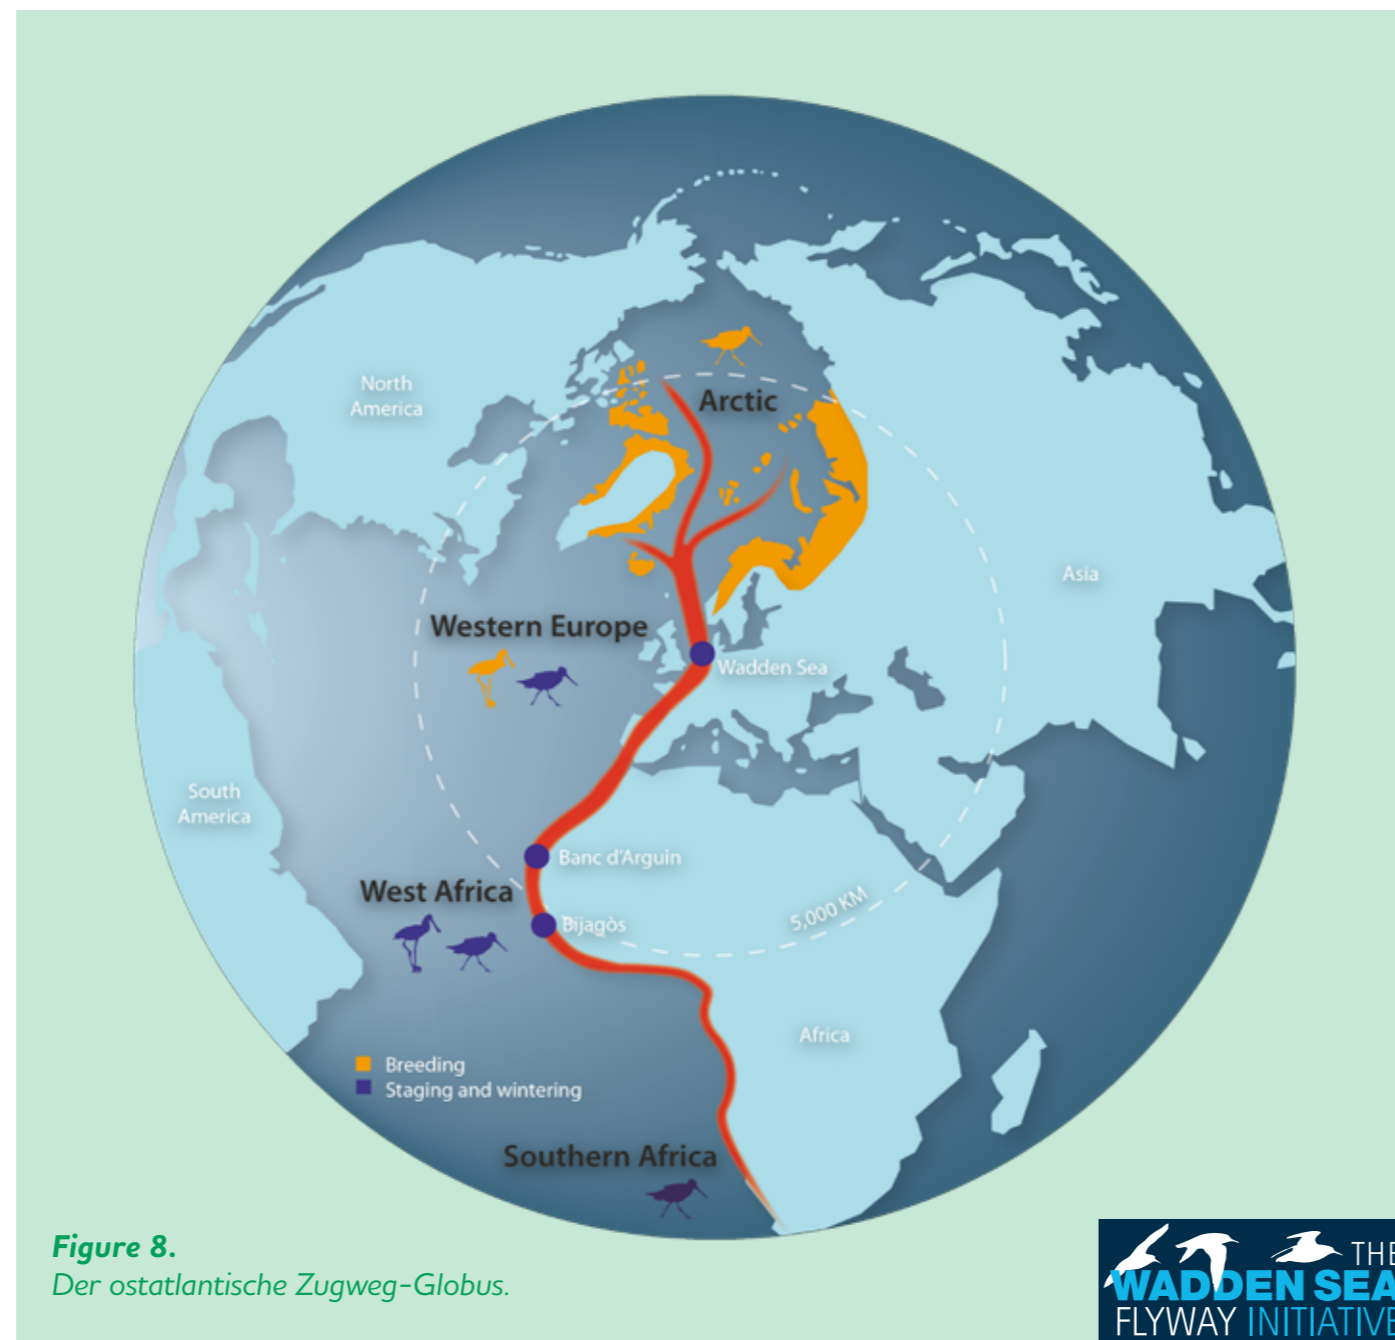 North
America
Arctic
Western Europe
Asia
Wadden Sea
South
America
Banc d'Arguin
West Africa
5,000 KM
Bijagòs
Africa
Breeding
Staging and wintering
Southern Africa
Figure 8.
Der ostatlantische Zugweg-Globus.
THE
WADDEN SEA
FLYWAY INITIATIVE